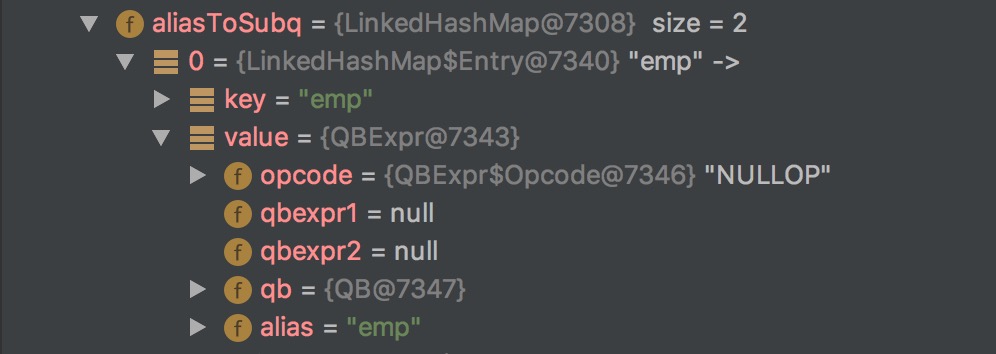 f aliasToSubq = {LinkedHashMap@7308} size = 2
0 = {LinkedHashMap$Entry@7340} "emp" ->
key = "emp"
value = {QBExpr@7343}
f opcode = {QBExpr$Opcode@7346} "NULLOP"
f qbexpr1 = null
f qbexpr2 = null
f qb = {QB@7347}
f alias = "emp"